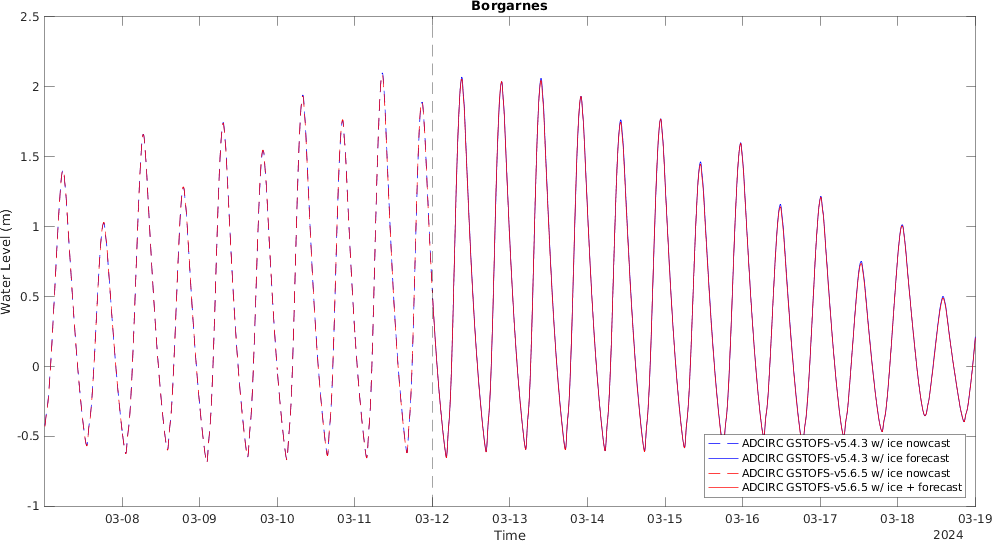 Borgarnes
2.5
2
1.5
1
0.5
0
-0.5
-1
Water Level (m)
03-08 03-09 03-10 03-11 03-12 03-13 03-14 03-15 03-16 03-17 03-18 03-19
Time
2024
ADCIRC GSTOFS-v5.4.3 w/ ice nowcast
ADCIRC GSTOFS-v5.4.3 w/ ice forecast
ADCIRC GSTOFS-v5.6.5 w/ ice nowcast
ADCIRC GSTOFS-v5.6.5 w/ ice + forecast